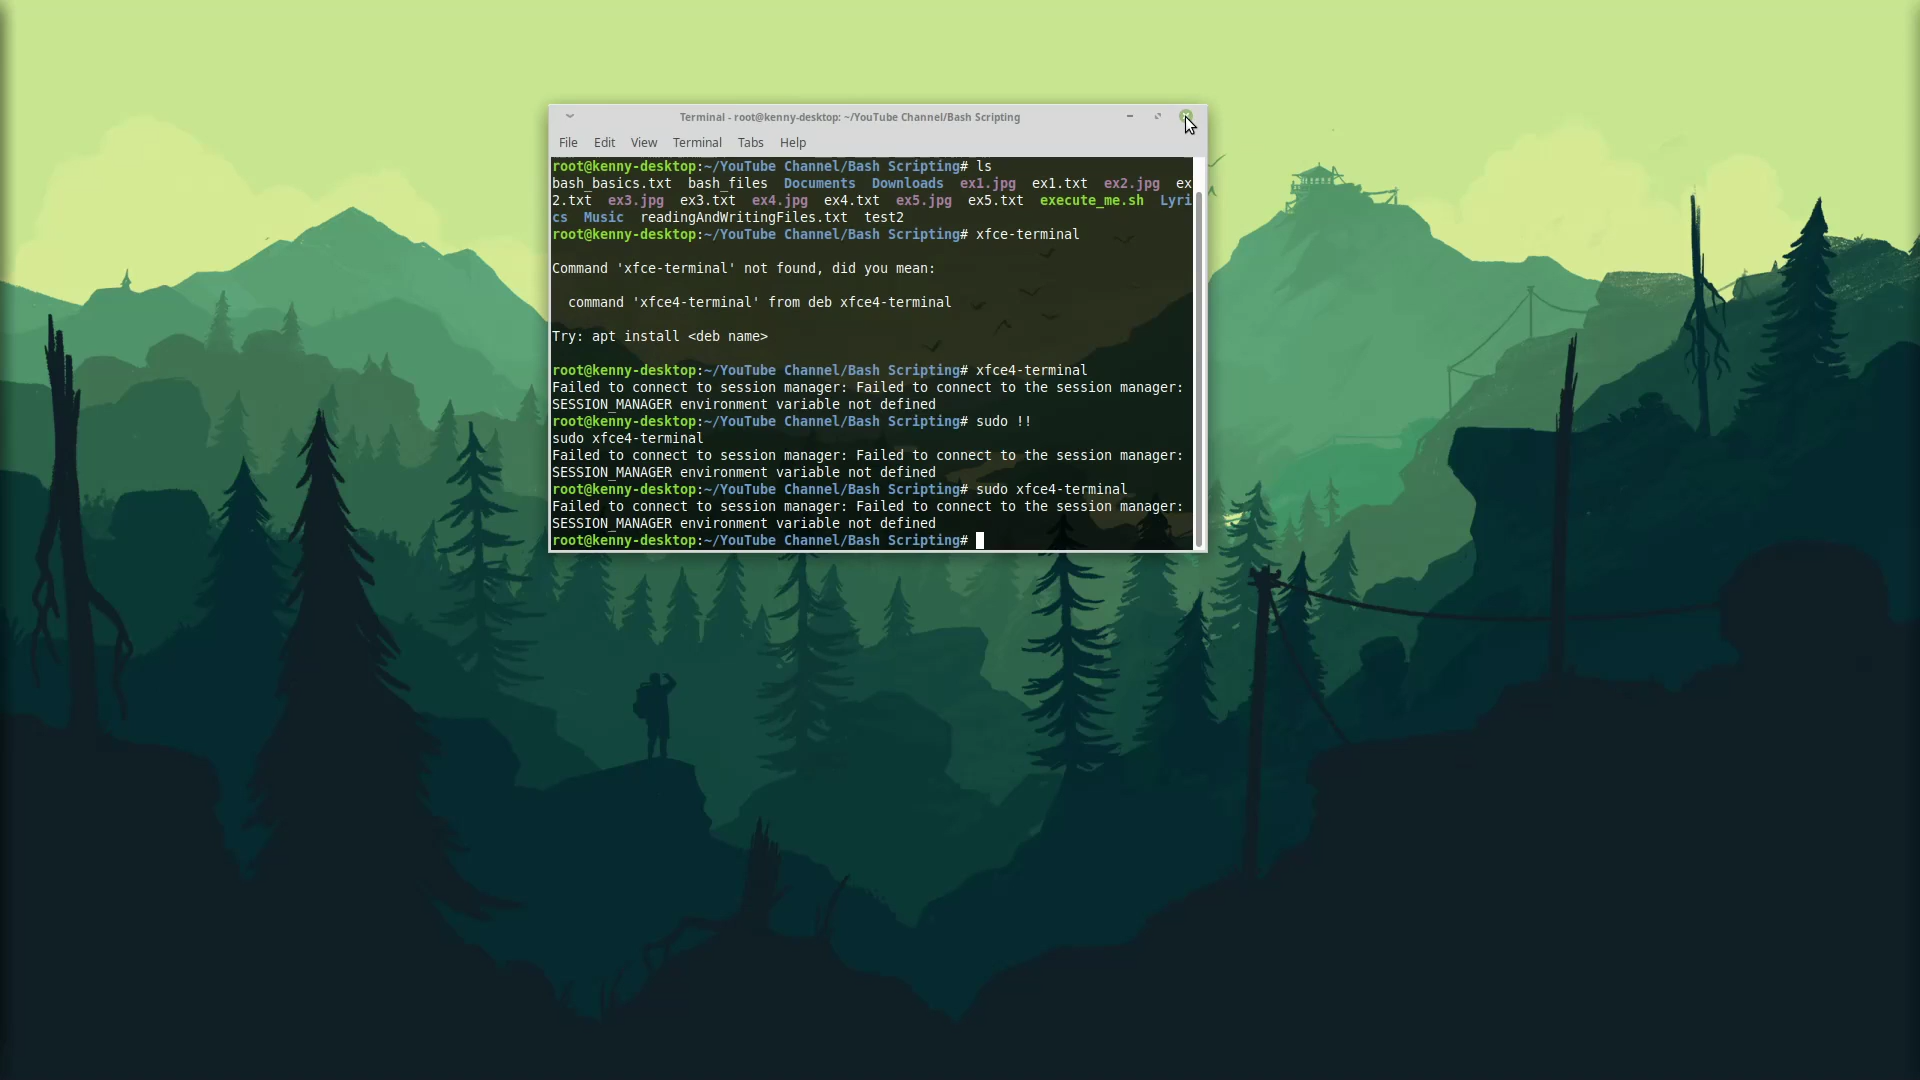 Terminal - root@kenny-desktop: ~/YouTube Channel/Bash Scripting
File Edit View Terminal Tabs Help
root@kenny-desktop:~/YouTube Channel/Bash Scripting# ls
bash_basics.txt bash_files Documents Downloads ex1.jpg ex1.txt ex2.jpg ex
2.txt ex3.jpg ex3.txt ex4.jpg ex4.txt ex5.jpg ex5.txt execute_me.sh Lyri
cs Music readingAndWritingFiles.txt test2
root@kenny-desktop:~/YouTube Channel/Bash Scripting# xfce-terminal
Command 'xfce-terminal' not found, did you mean:
command 'xfce4-terminal' from deb xfce4-terminal
Try: apt install <deb name>
root@kenny-desktop:~/YouTube Channel/Bash Scripting# xfce4-terminal
Failed to connect to session manager: Failed to connect to the session manager:
SESSION_MANAGER environment variable not defined
root@kenny-desktop:~/YouTube Channel/Bash Scripting# sudo !!
sudo xfce4-terminal
Failed to connect to session manager: Failed to connect to the session manager:
SESSION_MANAGER environment variable not defined
root@kenny-desktop:~/YouTube Channel/Bash Scripting# sudo xfce4-terminal
Failed to connect to session manager: Failed to connect to the session manager:
SESSION_MANAGER environment variable not defined
root@kenny-desktop:~/YouTube Channel/Bash Scripting#